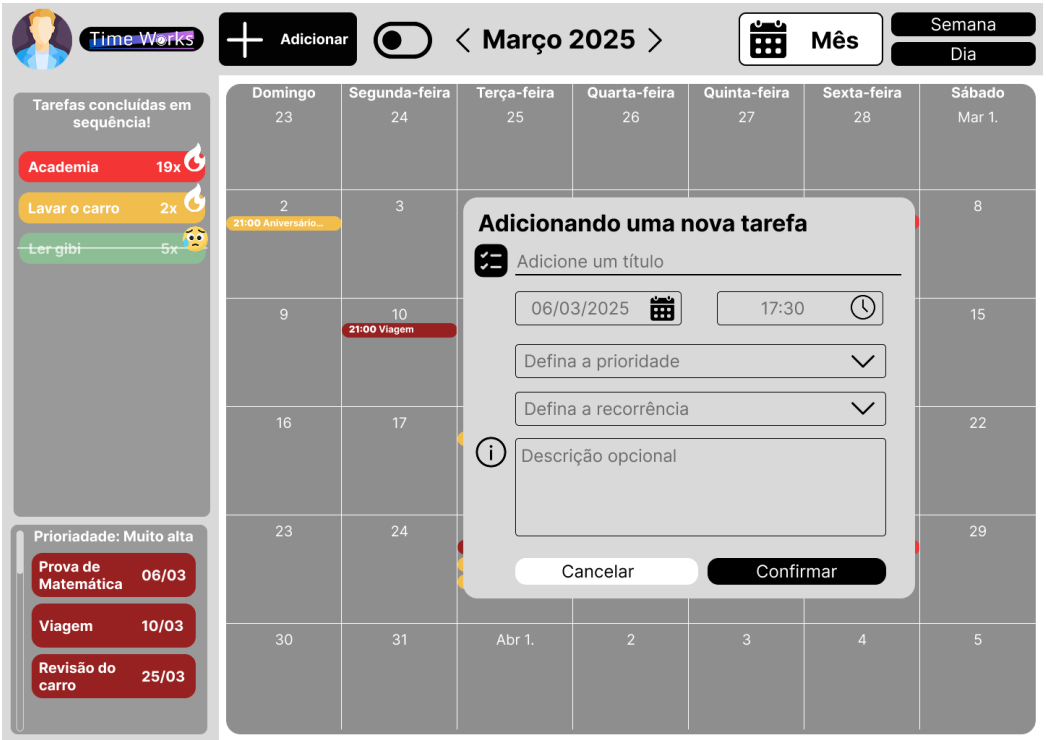 Time Works
Adicionar
Março 2025
Mês
Semana
Dia
Tarefas concluídas em
sequência!
Academia 19x
Lavar o carro 2x
Ler gibi 5x
Prioriadade: Muito alta
Prova de
Matemática 06/03
Viagem 10/03
Revisão do
carro 25/03
Domingo Segunda-feira Terça-feira Quarta-feira Quinta-feira Sexta-feira Sábado
23 24 25 26 27 28 Mar 1.
2 3 8
21:00 Aniversário...
9 10 15
21:00 Viagem
16 17 22
23 24 29
30 31 Abr 1. 2 3 4 5
Adicionando uma nova tarefa
Adicione um título
06/03/2025 17:30
Defina a prioridade
Defina a recorrência
Descrição opcional
Cancelar Confirmar